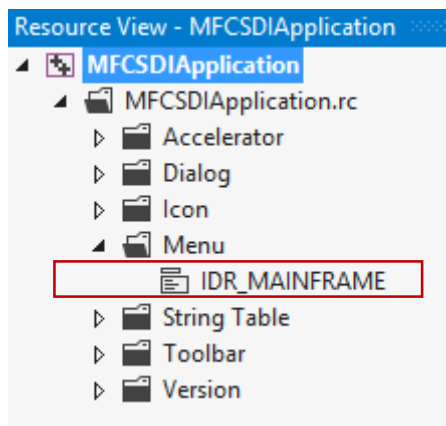 Resource View - MFCSDIApplication
MFCSDIApplication
MFCSDIApplication.rc
Accelerator
Dialog
Icon
Menu
IDR_MAINFRAME
String Table
Toolbar
Version